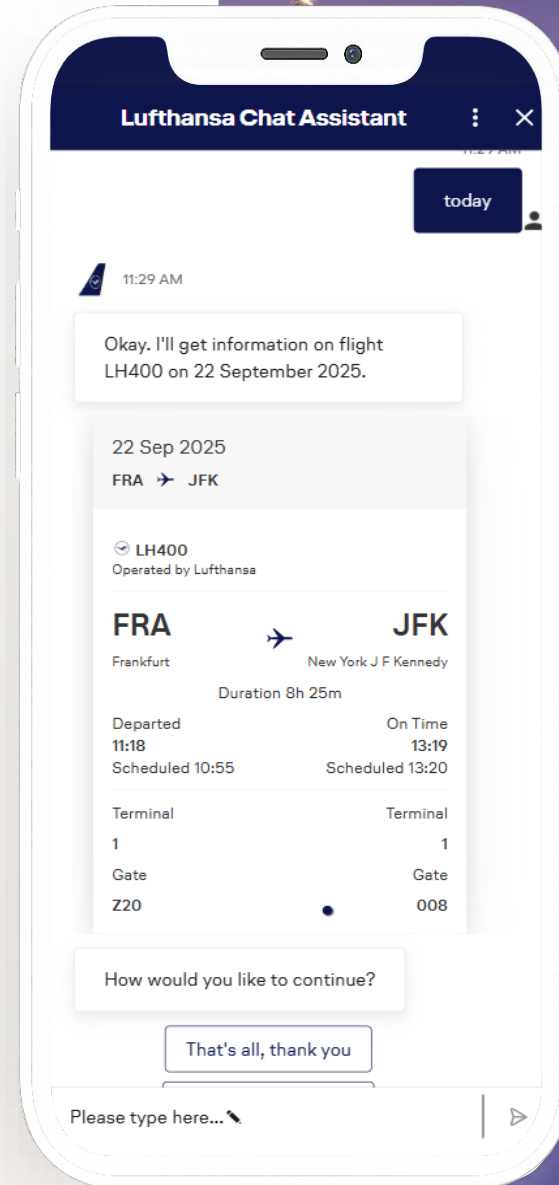 Lufthansa Chat Assistant
11:29 AM
today
11:29 AM
Okay. I'll get information on flight
LH400 on 22 September 2025.
22 Sep 2025
FRA JFK
LH400
Operated by Lufthansa
FRA JFK
Frankfurt New York J F Kennedy
Duration 8h 25m
Departed On Time
11:18 13:19
Scheduled 10:55 Scheduled 13:20
Terminal Terminal
1 1
Gate Gate
Z20 008
How would you like to continue?
That's all, thank you
Please type here...